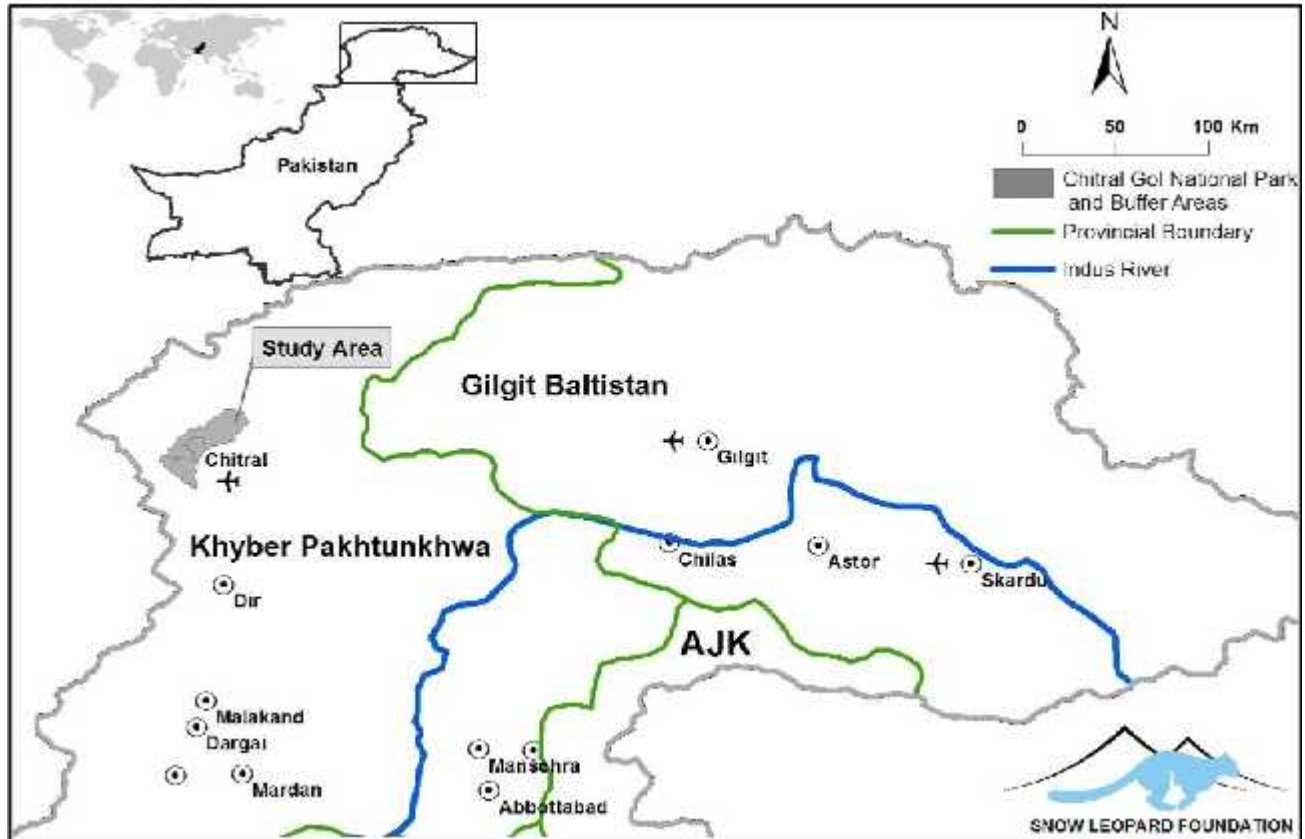 N
0 50 100 Km
Pakistan
Chitral Gol National Park
and Buffer Areas
Provincial Boundary
Indus River
Study Area
Gilgit Baltistan
Gilgit
Chitral
Khyber Pakhtunkhwa
Chilas
Astor
Skardu
Dir
AJK
Malakand
Dargai
Mansehra
Mardan
Abbottabad
SNOW LEOPARD FOUNDATION